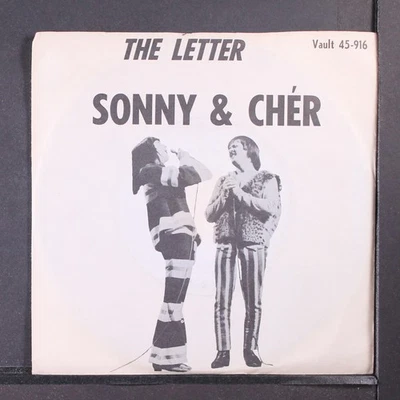 THE LETTER
Vault 45-916
SONNY & CHÉR